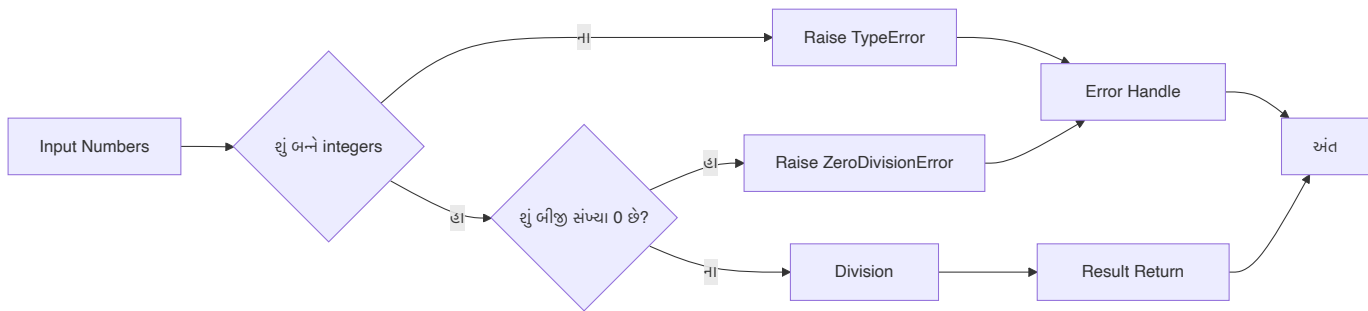 Input Numbers
શું બન્ને integers
ના
હા
શું બીજી સંખ્યા 0 છે?
હા
ના
Raise TypeError
Raise ZeroDivisionError
Division
Error Handle
Result Return
અંત